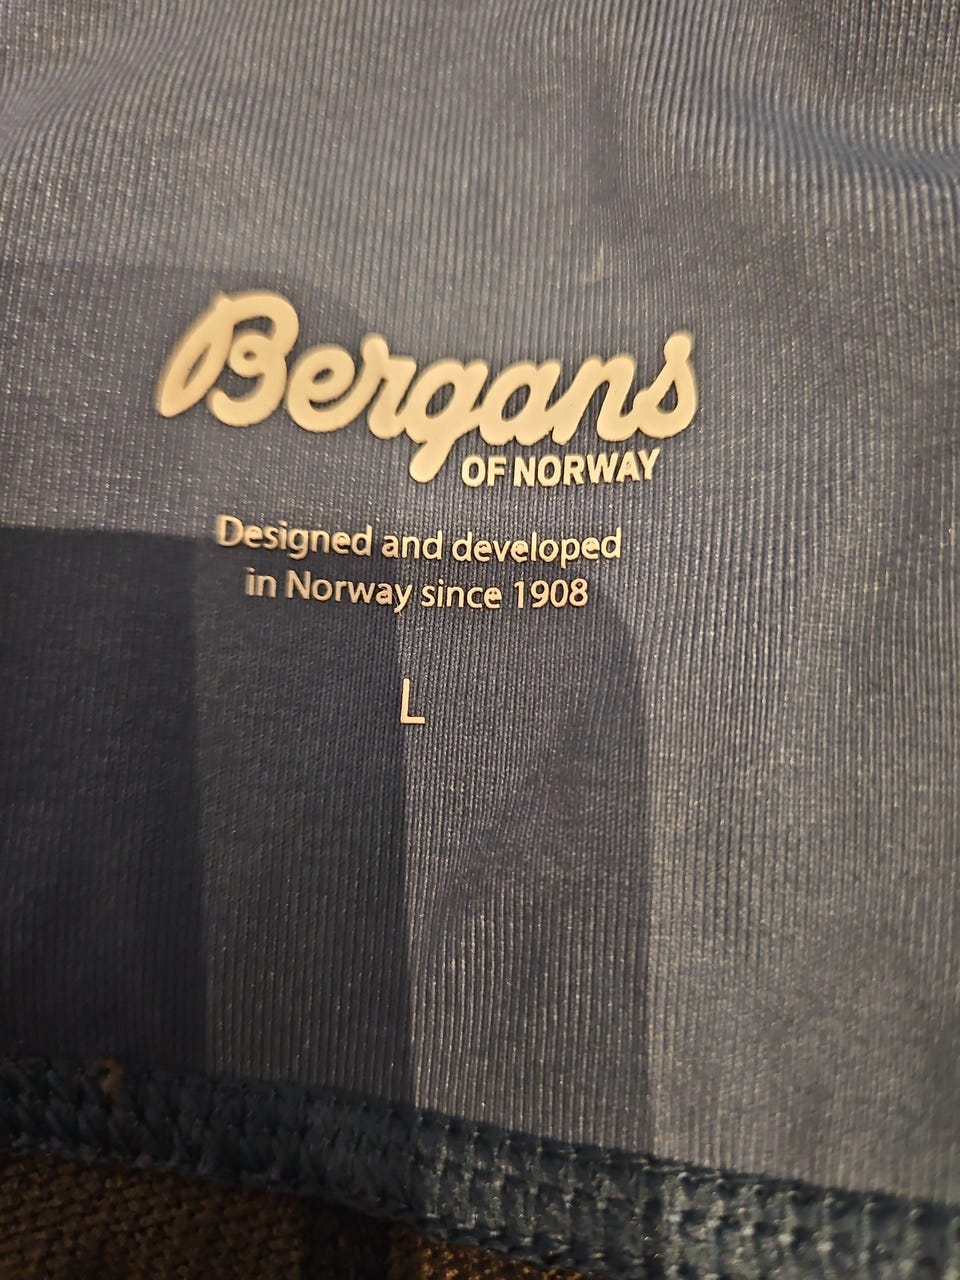 Bergans
OF NORWAY
Designed and developed
in Norway since 1908
L